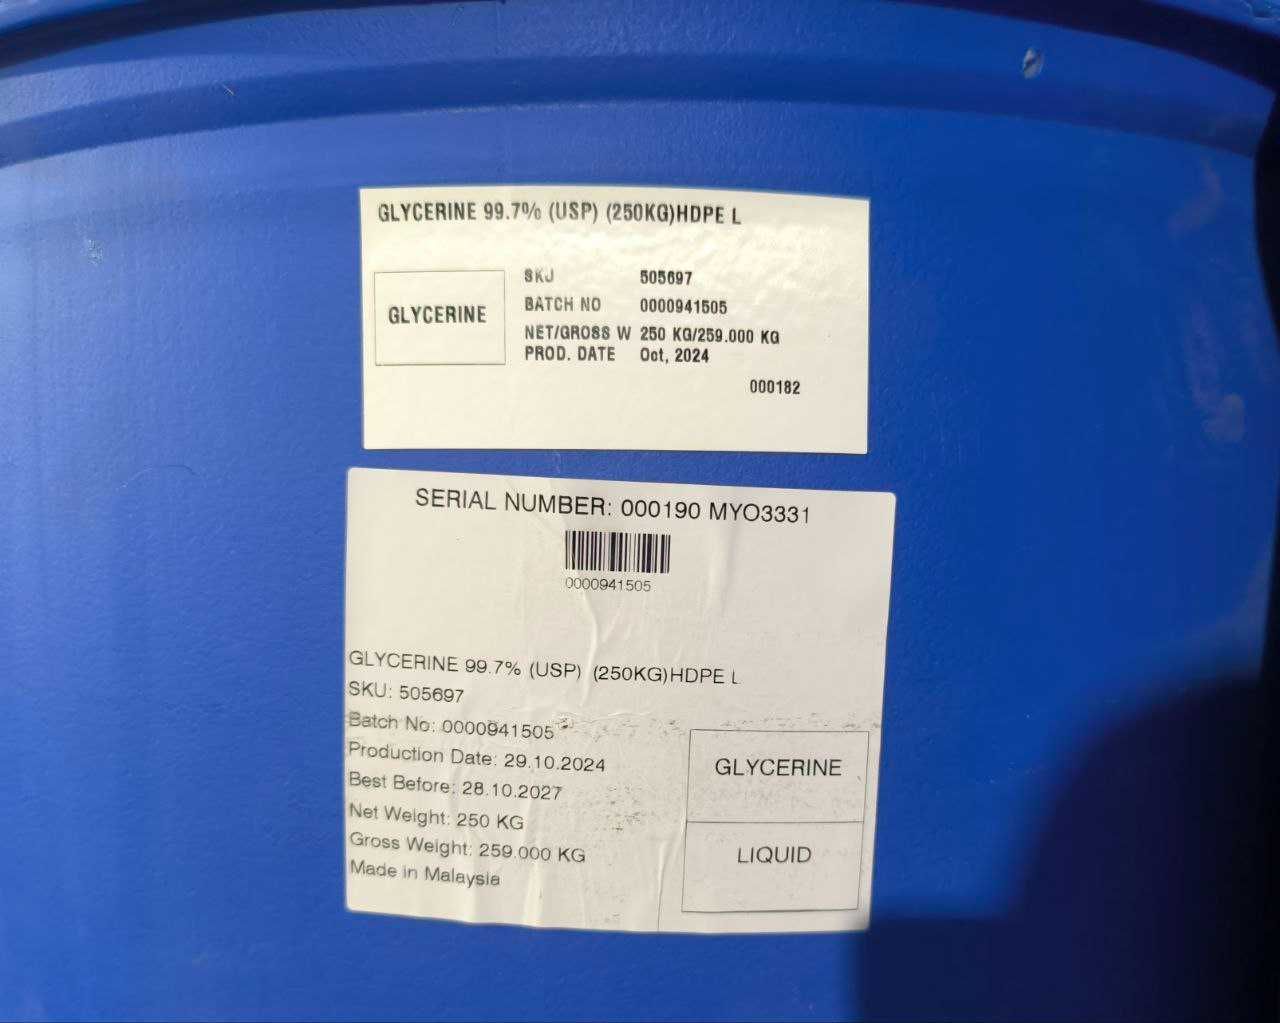 GLYCERINE 99.7% (USP) (250KG)HDPE L
GLYCERINE
SKU 505697
BATCH NO 0000941505
NET/GROSS W 250 KG/259.000 KG
PROD. DATE Oct, 2024
000182
SERIAL NUMBER: 000190 MYO3331
0000941505
GLYCERINE 99.7% (USP) (250KG)HDPE L
SKU: 505697
Batch No: 0000941505
Production Date: 29.10.2024
Best Before: 28.10.2027
Net Weight: 250 KG
Gross Weight: 259.000 KG
Made in Malaysia
GLYCERINE
LIQUID